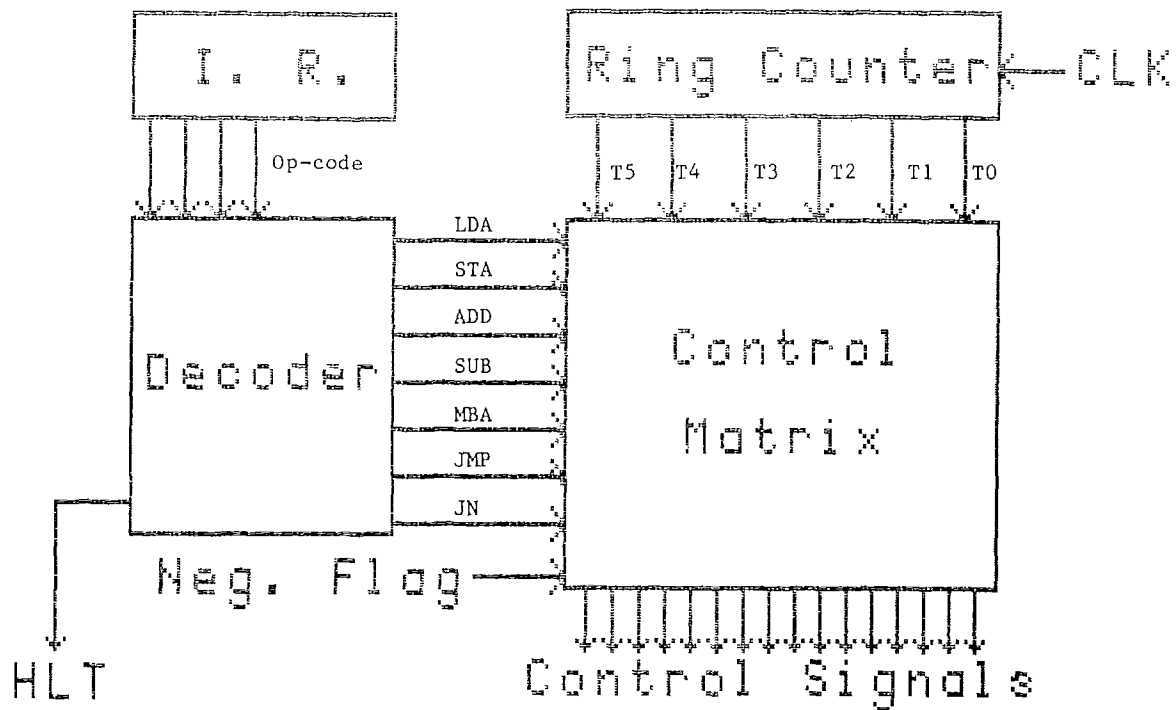 I. R.
Ring Counter
CLK
Op-code
T5 T4 T3 T2 T1 T0
LDA
STA
ADD
SUB
MBA
JMP
JN
Decoder
Control
Matrix
Neg. Flag
HLT
Control Signals